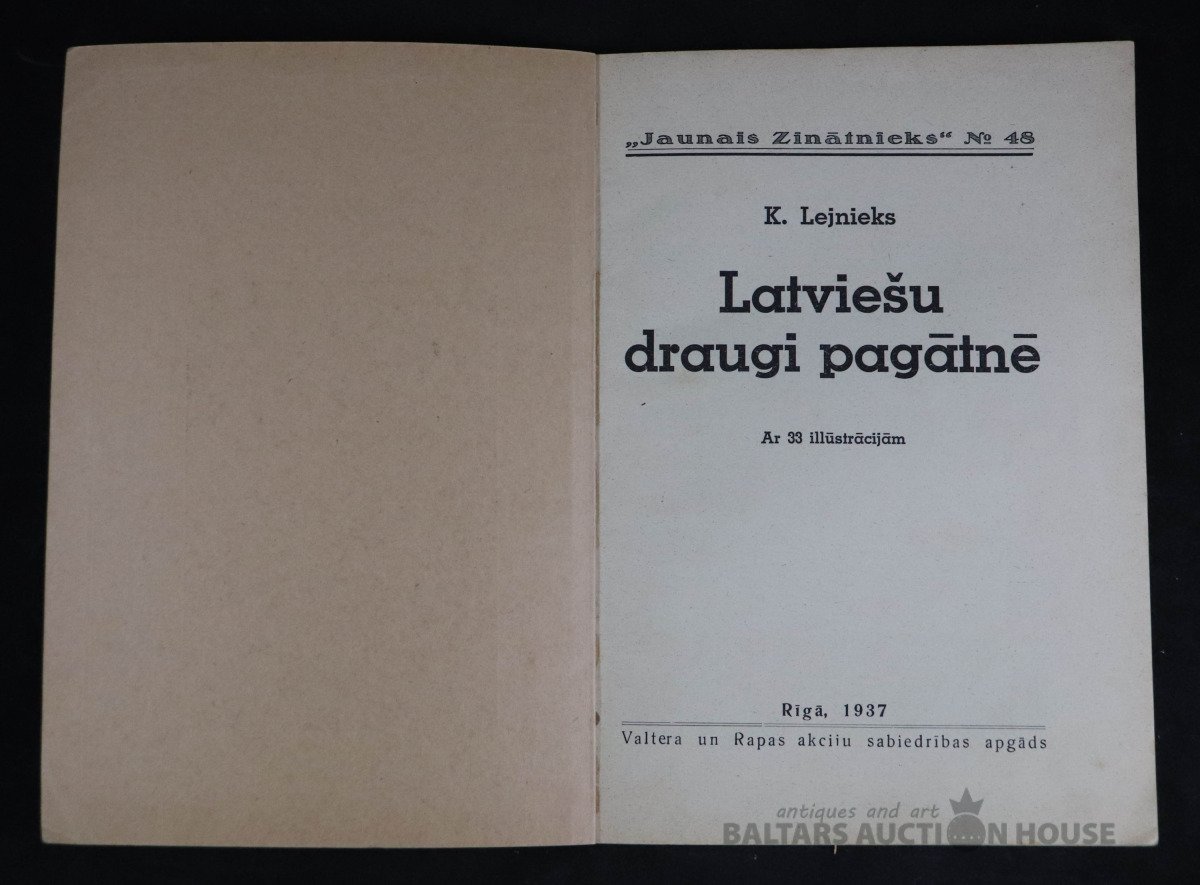 „Jaunais Zinātnieks“ № 48
K. Lejnieks
Latviešu
draugi pagātnē
Ar 33 illūstrācijām
Rīgā, 1937
Valtera un Rapas akciju sabiedrības apgāds
antiques and art
BALTARS AUCTION HOUSE